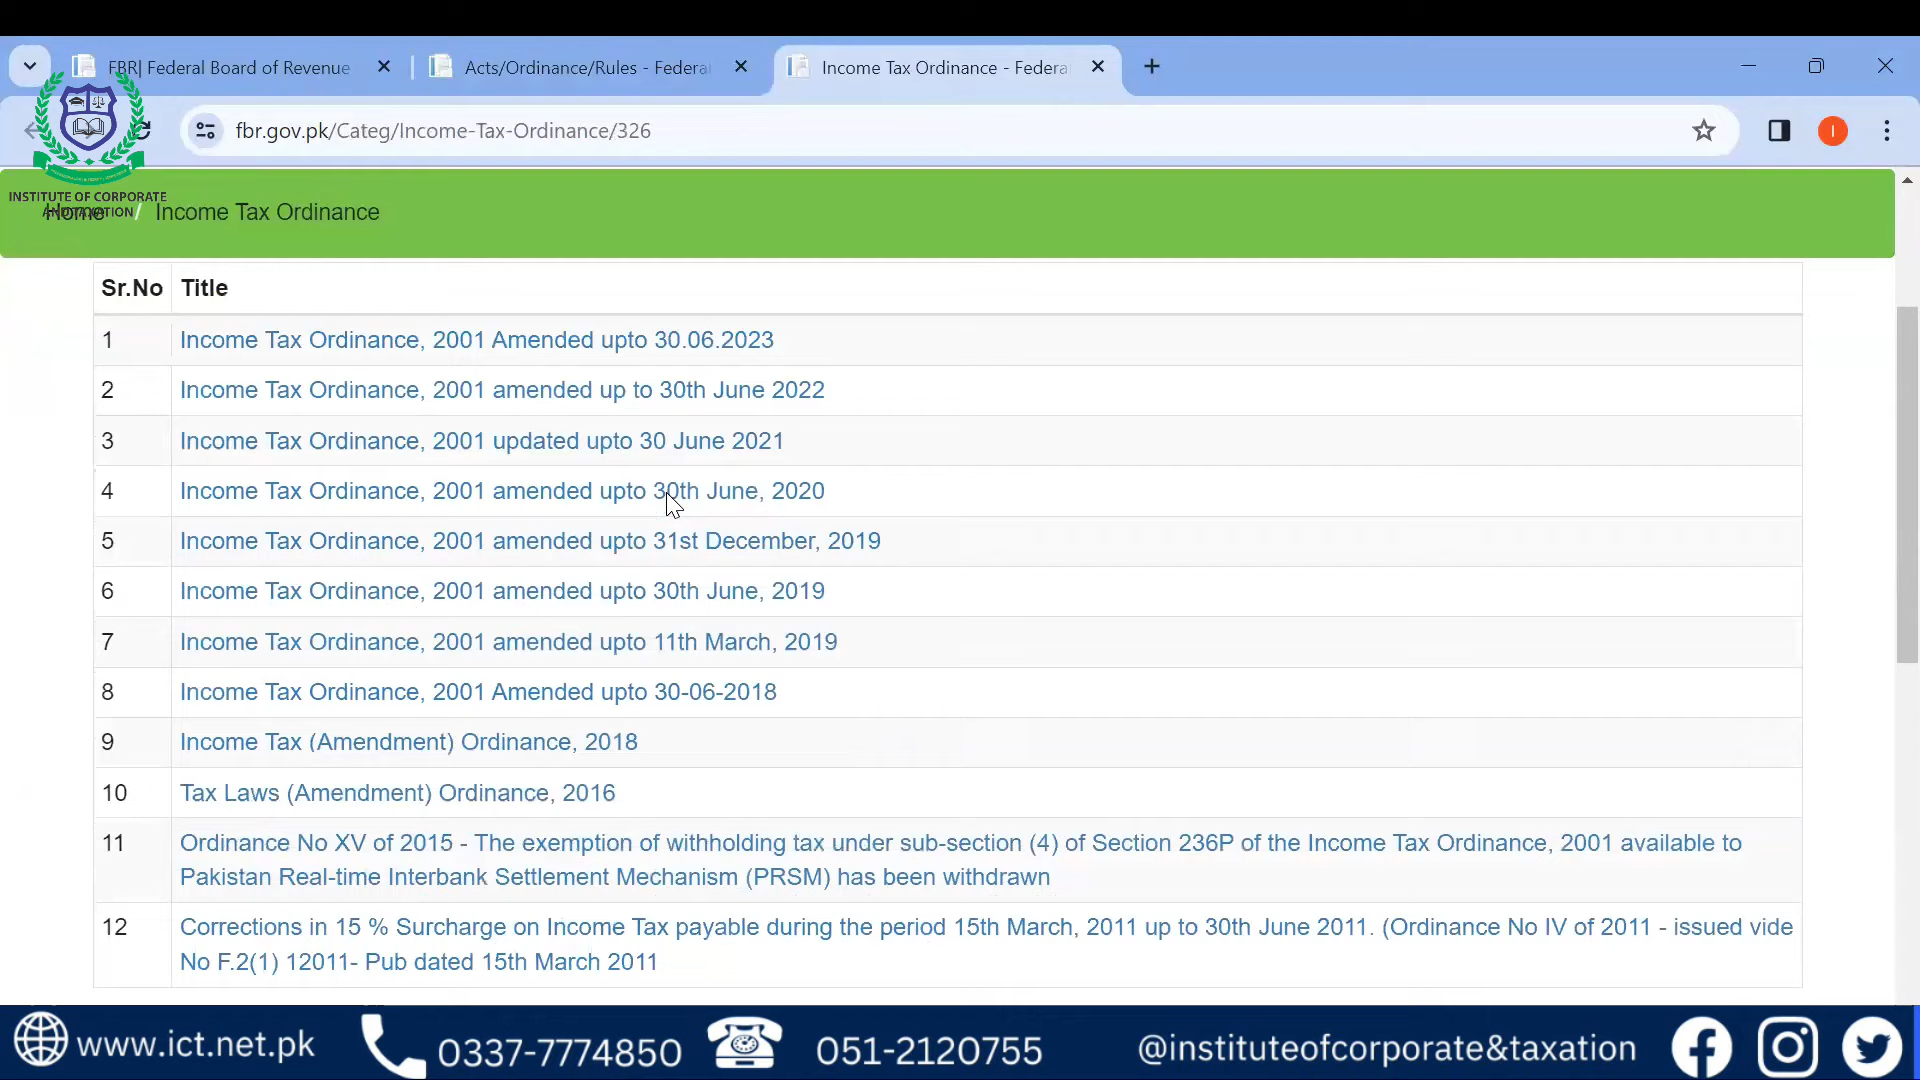 FBR| Federal Board of Revenue
Acts/Ordinance/Rules - Federal
Income Tax Ordinance - Federa
fbr.gov.pk/Categ/Income-Tax-Ordinance/326
I
INSTITUTE OF CORPORATE
AND TAXATION
Home / Income Tax Ordinance
Sr.No Title
1 Income Tax Ordinance, 2001 Amended upto 30.06.2023
2 Income Tax Ordinance, 2001 amended up to 30th June 2022
3 Income Tax Ordinance, 2001 updated upto 30 June 2021
4 Income Tax Ordinance, 2001 amended upto 30th June, 2020
5 Income Tax Ordinance, 2001 amended upto 31st December, 2019
6 Income Tax Ordinance, 2001 amended upto 30th June, 2019
7 Income Tax Ordinance, 2001 amended upto 11th March, 2019
8 Income Tax Ordinance, 2001 Amended upto 30-06-2018
9 Income Tax (Amendment) Ordinance, 2018
10 Tax Laws (Amendment) Ordinance, 2016
11 Ordinance No XV of 2015 - The exemption of withholding tax under sub-section (4) of Section 236P of the Income Tax Ordinance, 2001 available to
Pakistan Real-time Interbank Settlement Mechanism (PRSM) has been withdrawn
12 Corrections in 15 % Surcharge on Income Tax payable during the period 15th March, 2011 up to 30th June 2011. (Ordinance No IV of 2011 - issued vide
No F.2(1) 12011- Pub dated 15th March 2011
www.ict.net.pk
0337-7774850
051-2120755
@instituteofcorporate&taxation